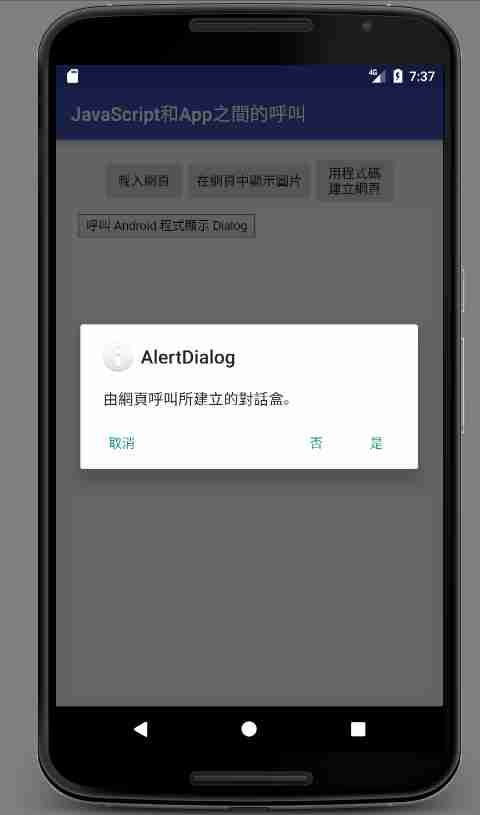 4G 7:37
JavaScript和App之間的呼叫
載入網頁
在網頁中顯示圖片
用程式碼
建立網頁
呼叫 Android 程式顯示 Dialog
AlertDialog
由網頁呼叫所建立的對話盒。
取消 否 是